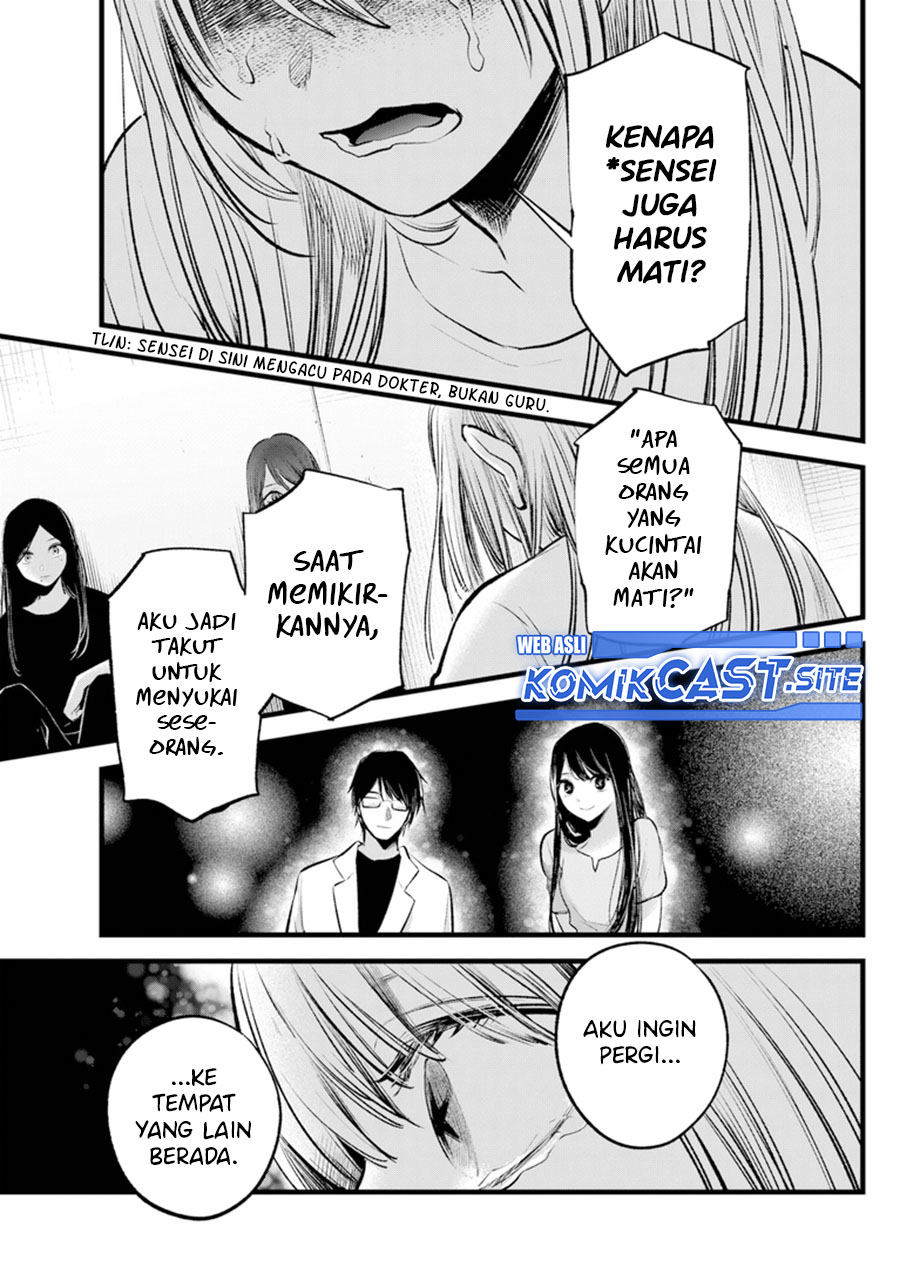 KENAPA
*SENSEI
JUGA
HARUS
MATI?
TL/N: SENSEI DI SINI MENGACU PADA DOKTER, BUKAN GURU.
"APA
SEMUA
ORANG
YANG
KUCINTAI
AKAN
MATI?"
SAAT
MEMIKIR-
KANNYA,
AKU JADI
TAKUT
UNTUK
MENYUKAI
SESE-
ORANG.
WEB ASLI
KOMIKCAST.SITE
AKU INGIN
PERGI...
...KE
TEMPAT
YANG LAIN
BERADA.